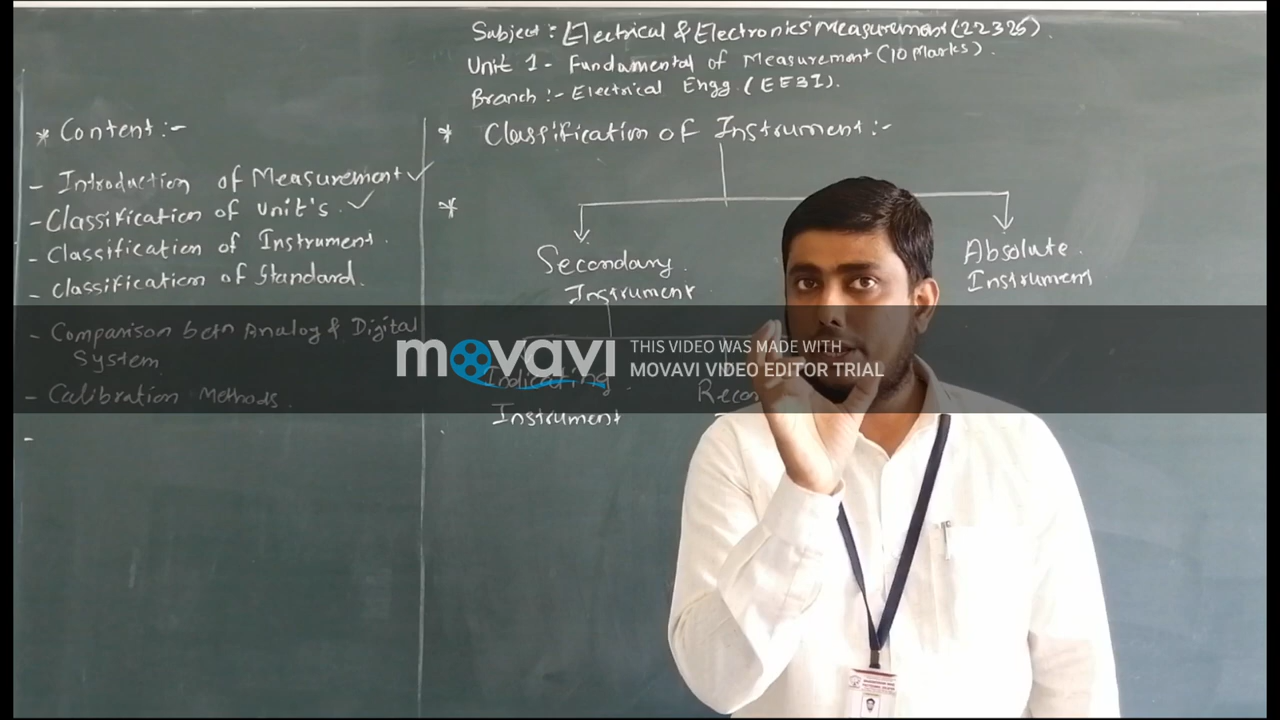 Subject : Electrical & Electronics Measurement (22325).
Unit 1 - Fundamental of Measurement (10 Marks).
Branch :- Electrical Engg. (EE3I).
* Content :-
- Introduction of Measurement ✓
- Classification of Unit's. ✓
- Classification of Instrument.
- Classification of Standard.
- Comparison betn Analog & Digital
System.
- Calibration Methods.
-
* Classification of Instrument :-
*
Secondary
Instrument
Absolute.
Instrument
Indicating
Instrument
movavi
THIS VIDEO WAS MADE WITH
MOVAVI VIDEO EDITOR TRIAL